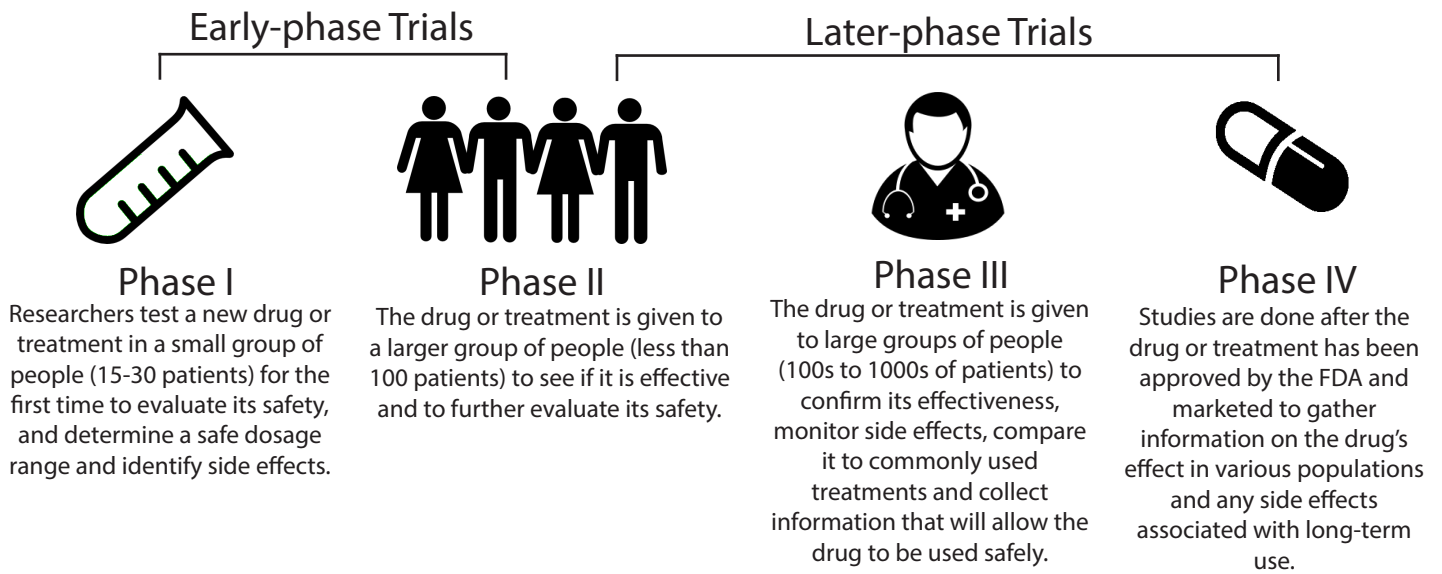 Early-phase Trials
Later-phase Trials
Phase I
Researchers test a new drug or
treatment in a small group of
people (15-30 patients) for the
first time to evaluate its safety,
and determine a safe dosage
range and identify side effects.
Phase II
The drug or treatment is given to
a larger group of people (less than
100 patients) to see if it is effective
and to further evaluate its safety.
Phase III
The drug or treatment is given
to large groups of people
(100s to 1000s of patients) to
confirm its effectiveness,
monitor side effects, compare
it to commonly used
treatments and collect
information that will allow the
drug to be used safely.
Phase IV
Studies are done after the
drug or treatment has been
approved by the FDA and
marketed to gather
information on the drug's
effect in various populations
and any side effects
associated with long-term
use.